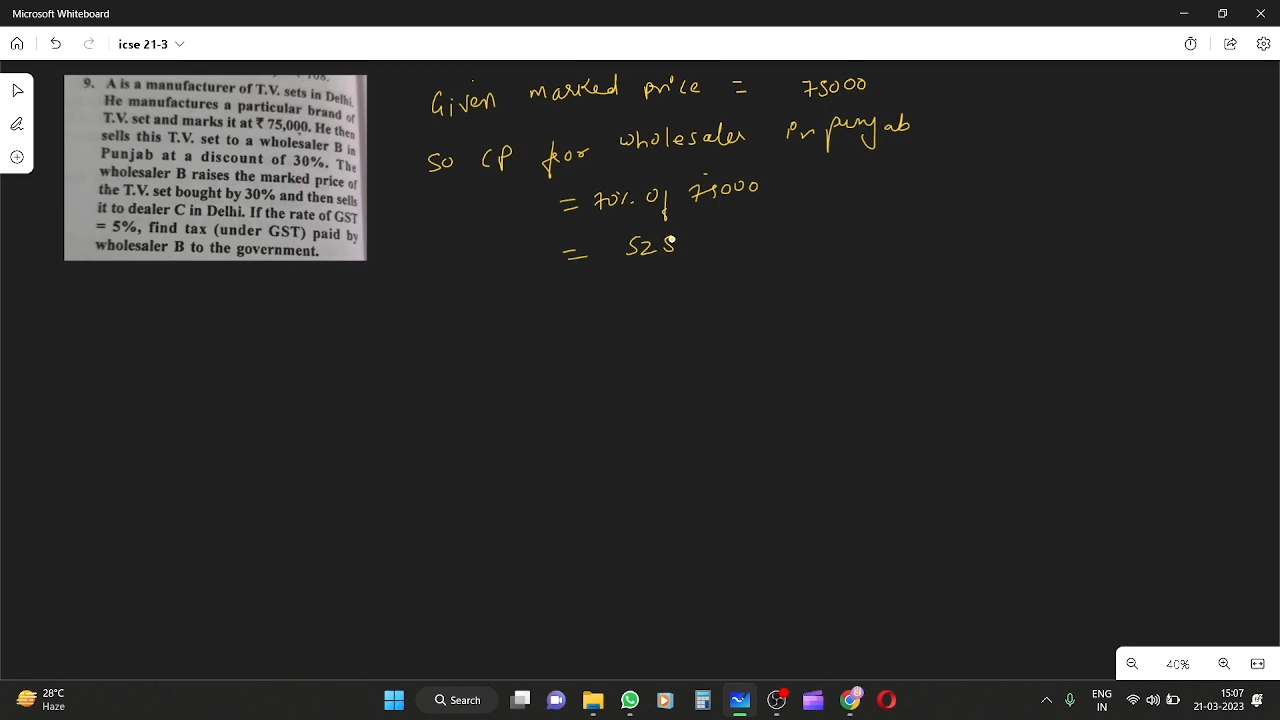 Microsoft Whiteboard
icse 21-3
9. A is a manufacturer of T.V. sets in Delhi.
He manufactures a particular brand of
T.V. set and marks it at ₹ 75,000. He then
sells this T.V. set to a wholesaler B in
Punjab at a discount of 30%. The
wholesaler B raises the marked price of
the T.V. set bought by 30% and then sells
it to dealer C in Delhi. If the rate of GST
= 5%, find tax (under GST) paid by
wholesaler B to the government.
Given marked price = 75000
So CP for wholesaler in punjab
= 70% of 75000
= 525
40%
28°C
Haze
Search
ENG
IN
15:07
21-03-2023